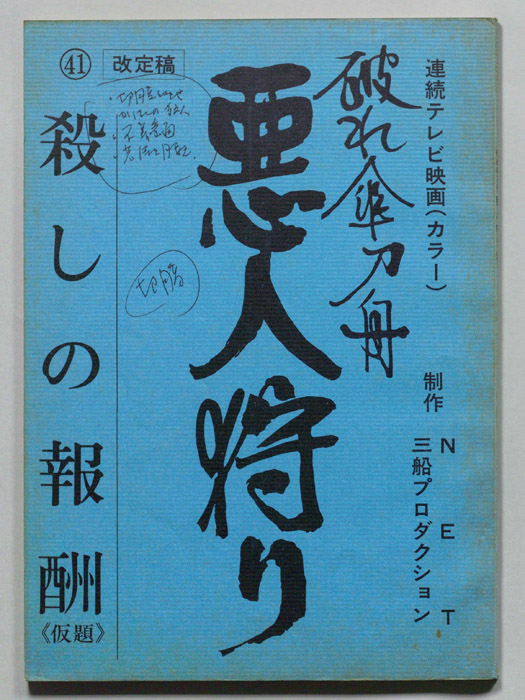 連続テレビ映画(カラー)
制作 NET
三船プロダクション
破れ傘刀舟
悪人狩り
㊶ 改定稿
殺しの報酬
《仮題》
切腹